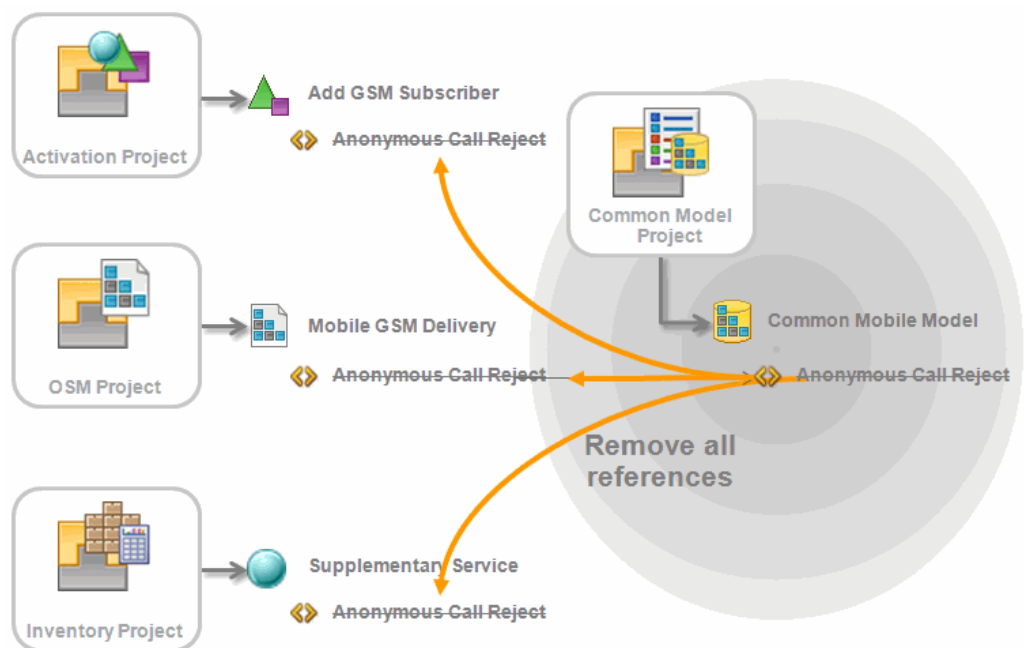 Activation Project
Add GSM Subscriber
Anonymous Call Reject
Common Model
Project
OSM Project
Mobile GSM Delivery
Anonymous Call Reject
Common Mobile Model
Anonymous Call Reject
Remove all
references
Inventory Project
Supplementary Service
Anonymous Call Reject